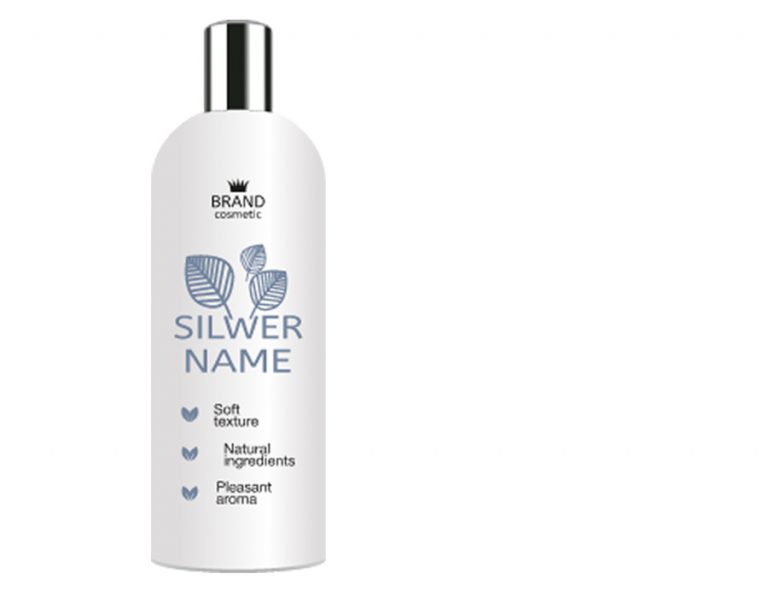 BRAND
cosmetic
SILWER
NAME
Soft
texture
Natural
ingredients
Pleasant
aroma